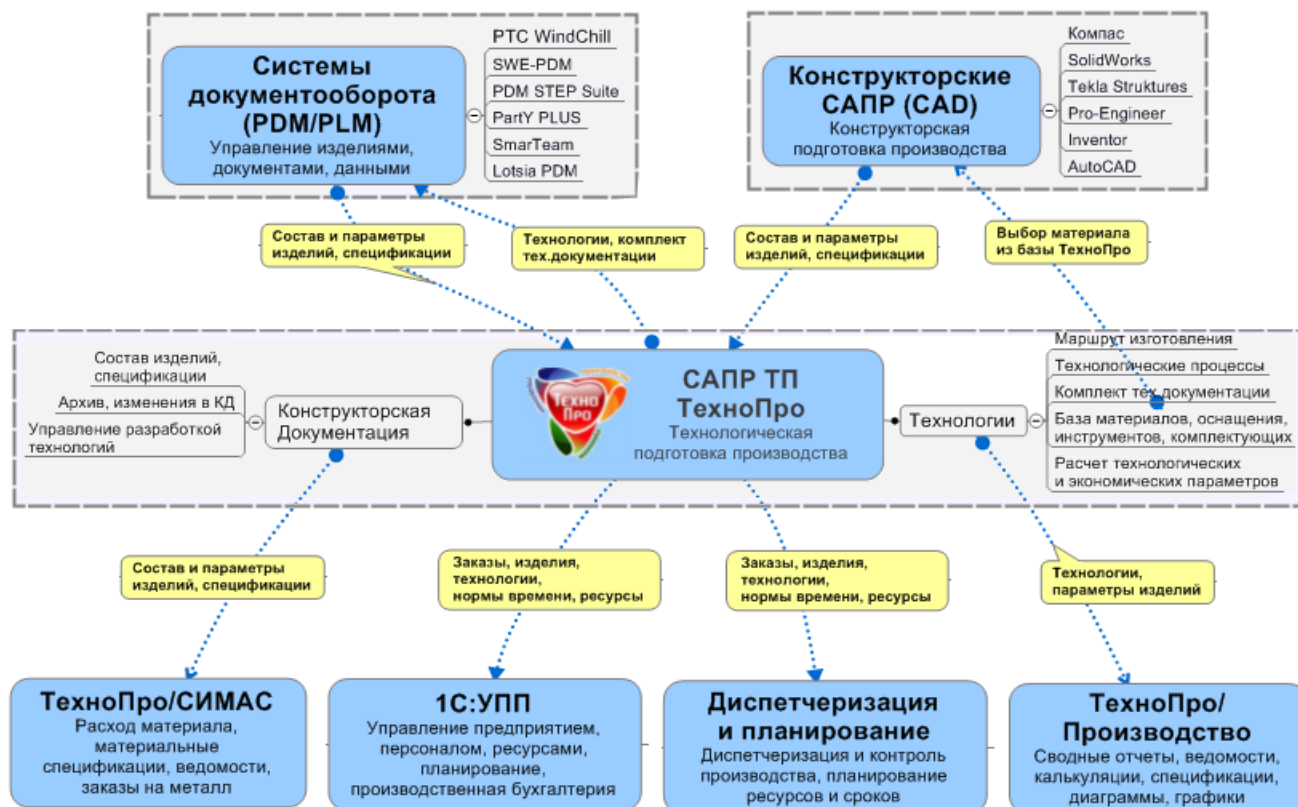 Системы
документооборота
(PDM/PLM)
Управление изделиями,
документами, данными
PTC WindChill
SWE-PDM
PDM STEP Suite
PartY PLUS
SmarTeam
Lotsia PDM
Конструкторские
САПР (CAD)
Конструкторская
подготовка производства
Компас
SolidWorks
Tekla Struktures
Pro-Engineer
Inventor
AutoCAD
Состав и параметры
изделий, спецификации
Технологии, комплект
тех.документации
Состав и параметры
изделий, спецификации
Выбор материала
из базы ТехноПро
Состав изделий,
спецификации
Архив, изменения в КД
Управление разработкой
технологий
Конструкторская
Документация
Техно
Про
САПР ТП
ТехноПро
Технологическая
подготовка производства
Технологии
Маршрут изготовления
Технологические процессы
Комплект тех.документации
База материалов, оснащения,
инструментов, комплектующих
Расчет технологических
и экономических параметров
Состав и параметры
изделий, спецификации
Заказы, изделия,
технологии,
нормы времени, ресурсы
Заказы, изделия,
технологии,
нормы времени, ресурсы
Технологии,
параметры изделий
ТехноПро/СИМАС
Расход материала,
материальные
спецификации, ведомости,
заказы на металл
1С:УПП
Управление предприятием,
персоналом, ресурсами,
планирование,
производственная бухгалтерия
Диспетчеризация
и планирование
Диспетчеризация и контроль
производства, планирование
ресурсов и сроков
ТехноПро/
Производство
Сводные отчеты, ведомости,
калькуляции, спецификации,
диаграммы, графики